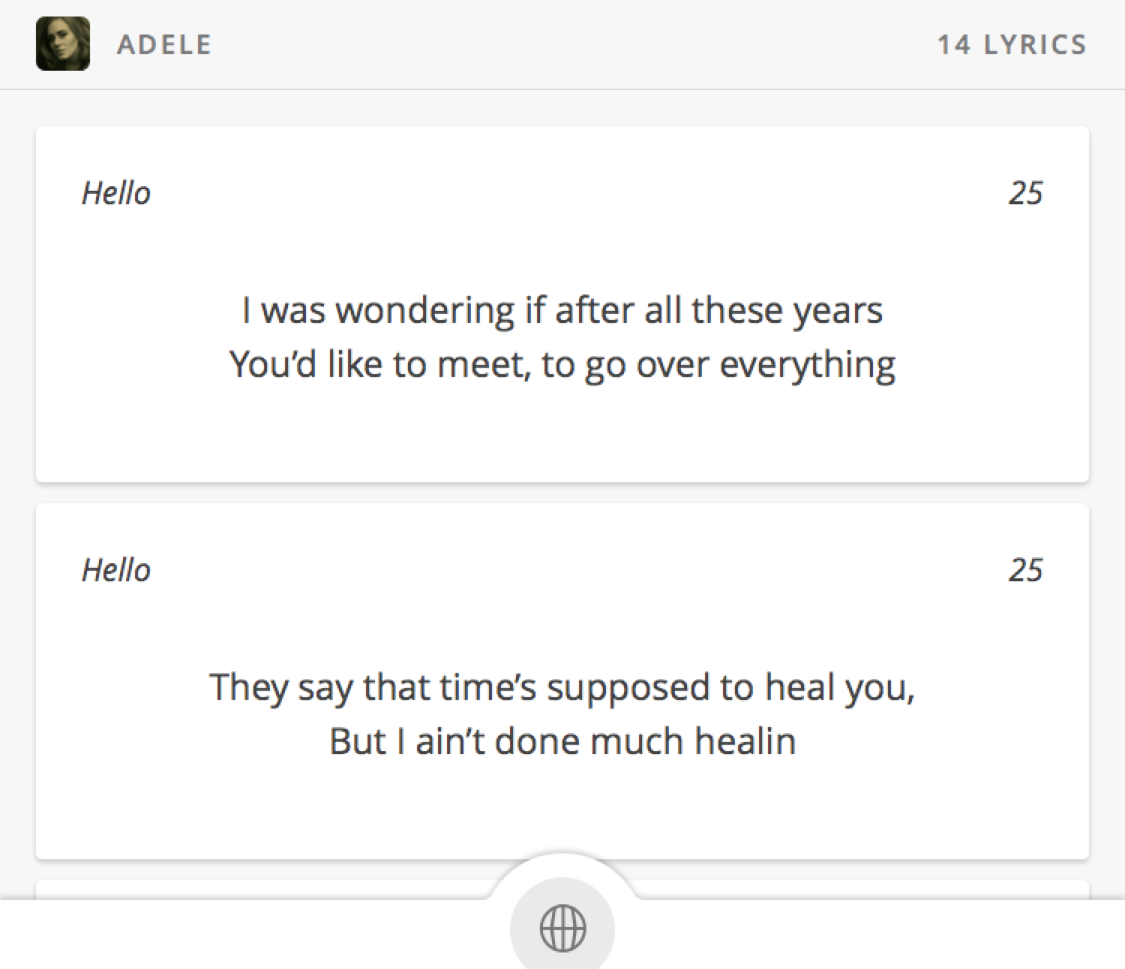 ADELE
14 LYRICS
Hello
25
I was wondering if after all these years
You’d like to meet, to go over everything
Hello
25
They say that time’s supposed to heal you,
But I ain’t done much healin